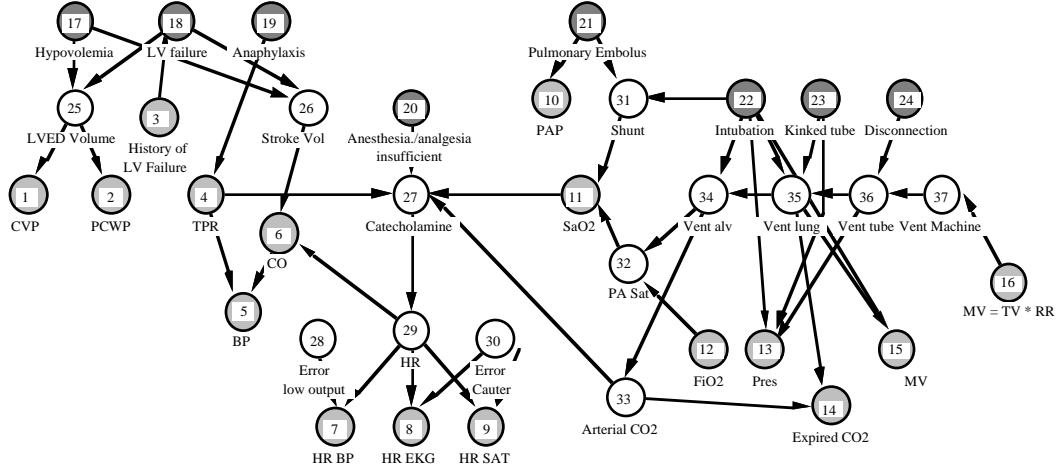 17
18
19
21
Hypovolemia
LV failure
Anaphylaxis
Pulmonary Embolus
25
3
26
20
10
31
22
23
24
LVED Volume
History of
LV Failure
Stroke Vol
Anesthesia./analgesia
insufficient
PAP
Shunt
Intubation
Kinked tube
Disconnection
1
2
4
27
11
34
35
36
37
CVP
PCWP
TPR
Catecholamine
SaO2
Vent alv
Vent lung
Vent tube
Vent Machine
6
CO
32
PA Sat
16
MV = TV * RR
5
BP
28
Error
low output
29
HR
30
Error
Cauter
12
FiO2
13
Pres
15
MV
33
Arterial CO2
14
Expired CO2
7
HR BP
8
HR EKG
9
HR SAT